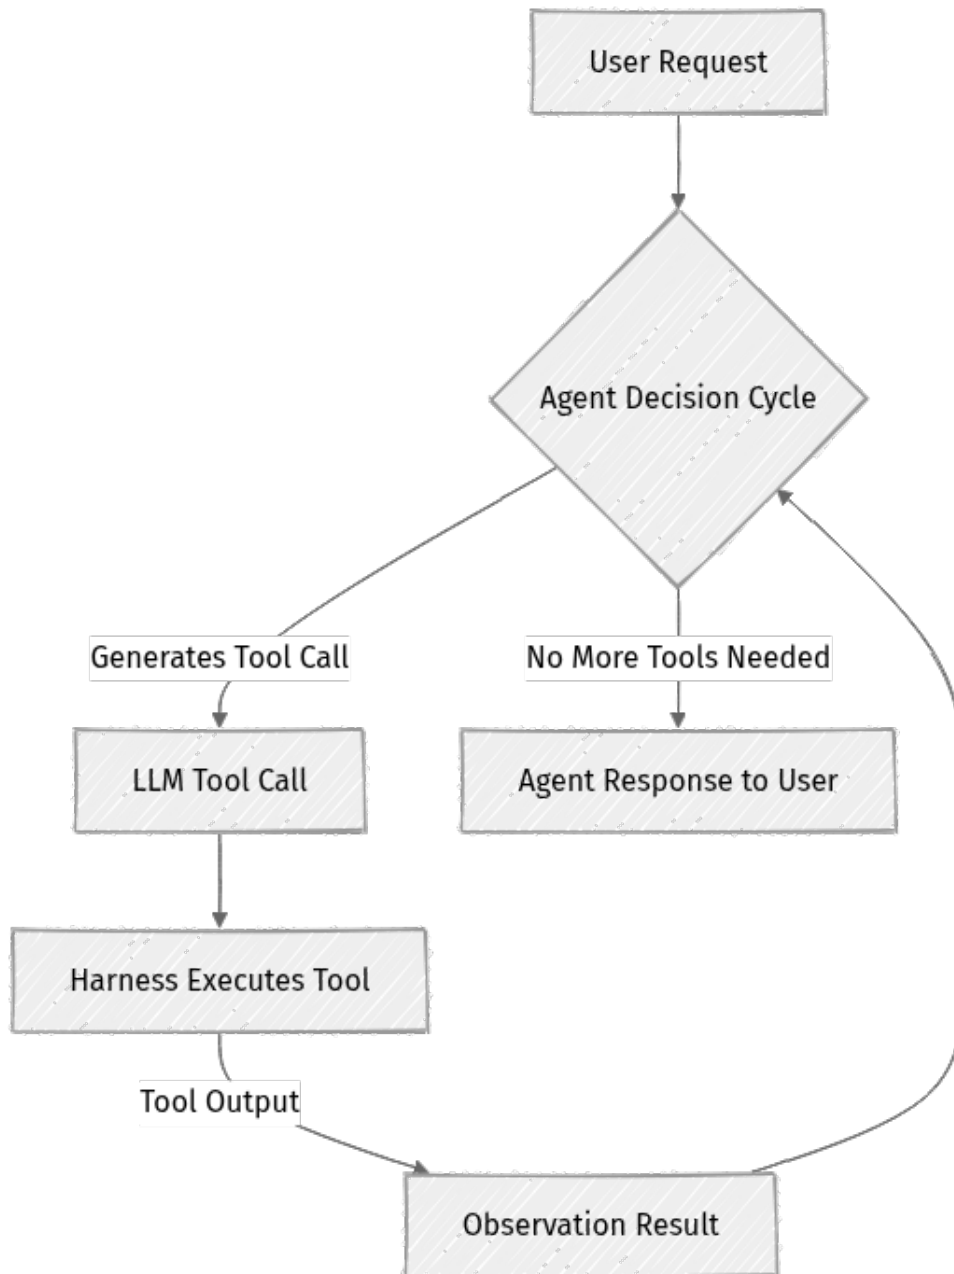 User Request
Agent Decision Cycle
Generates Tool Call
No More Tools Needed
LLM Tool Call
Agent Response to User
Harness Executes Tool
Tool Output
Observation Result